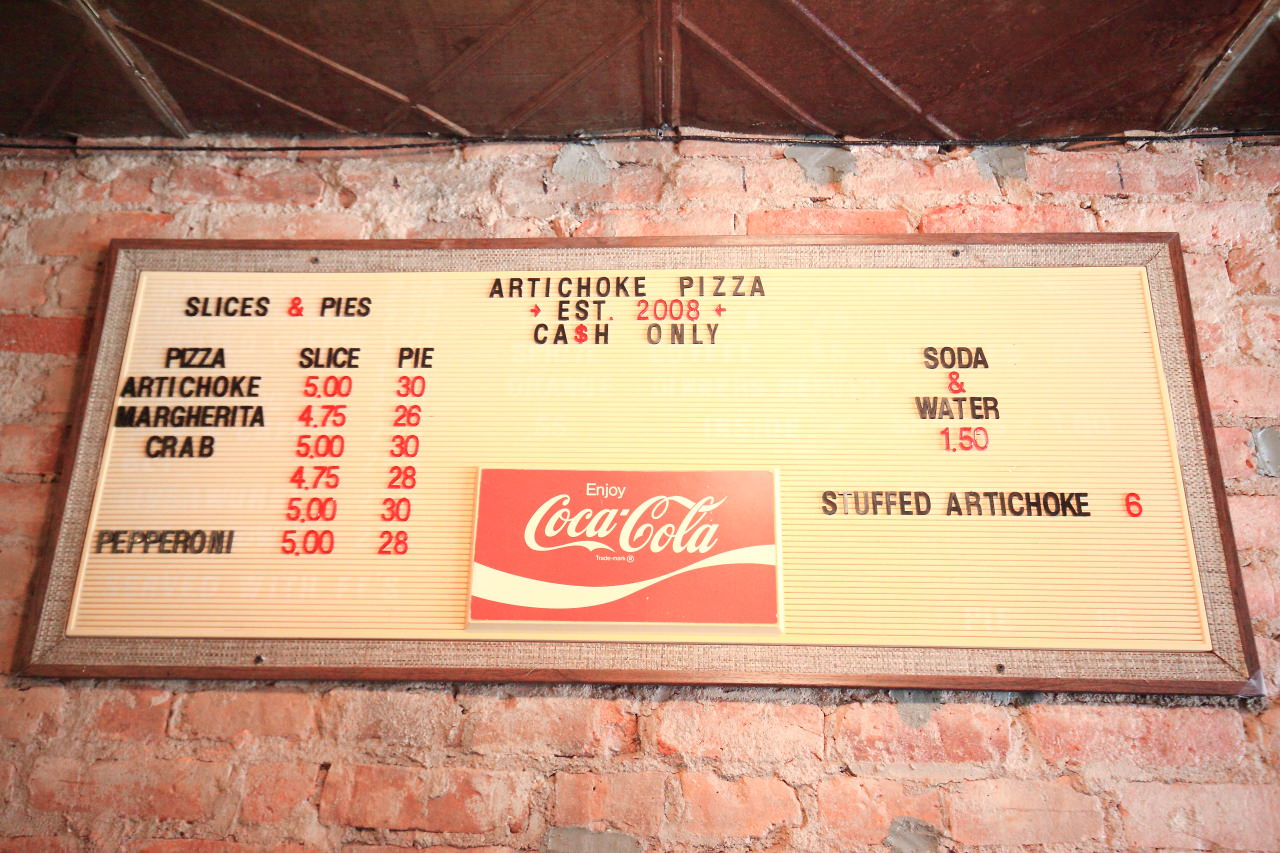 ARTICHOKE PIZZA
→ EST. 2008 ←
CA$H ONLY
SLICES & PIES
PIZZA SLICE PIE
ARTICHOKE 5.00 30
MARGHERITA 4.75 26
CRAB 5.00 30
4.75 28
5.00 30
PEPPERONI 5.00 28
Enjoy
Coca-Cola
Trade-mark®
SODA
&
WATER
1.50
STUFFED ARTICHOKE 6